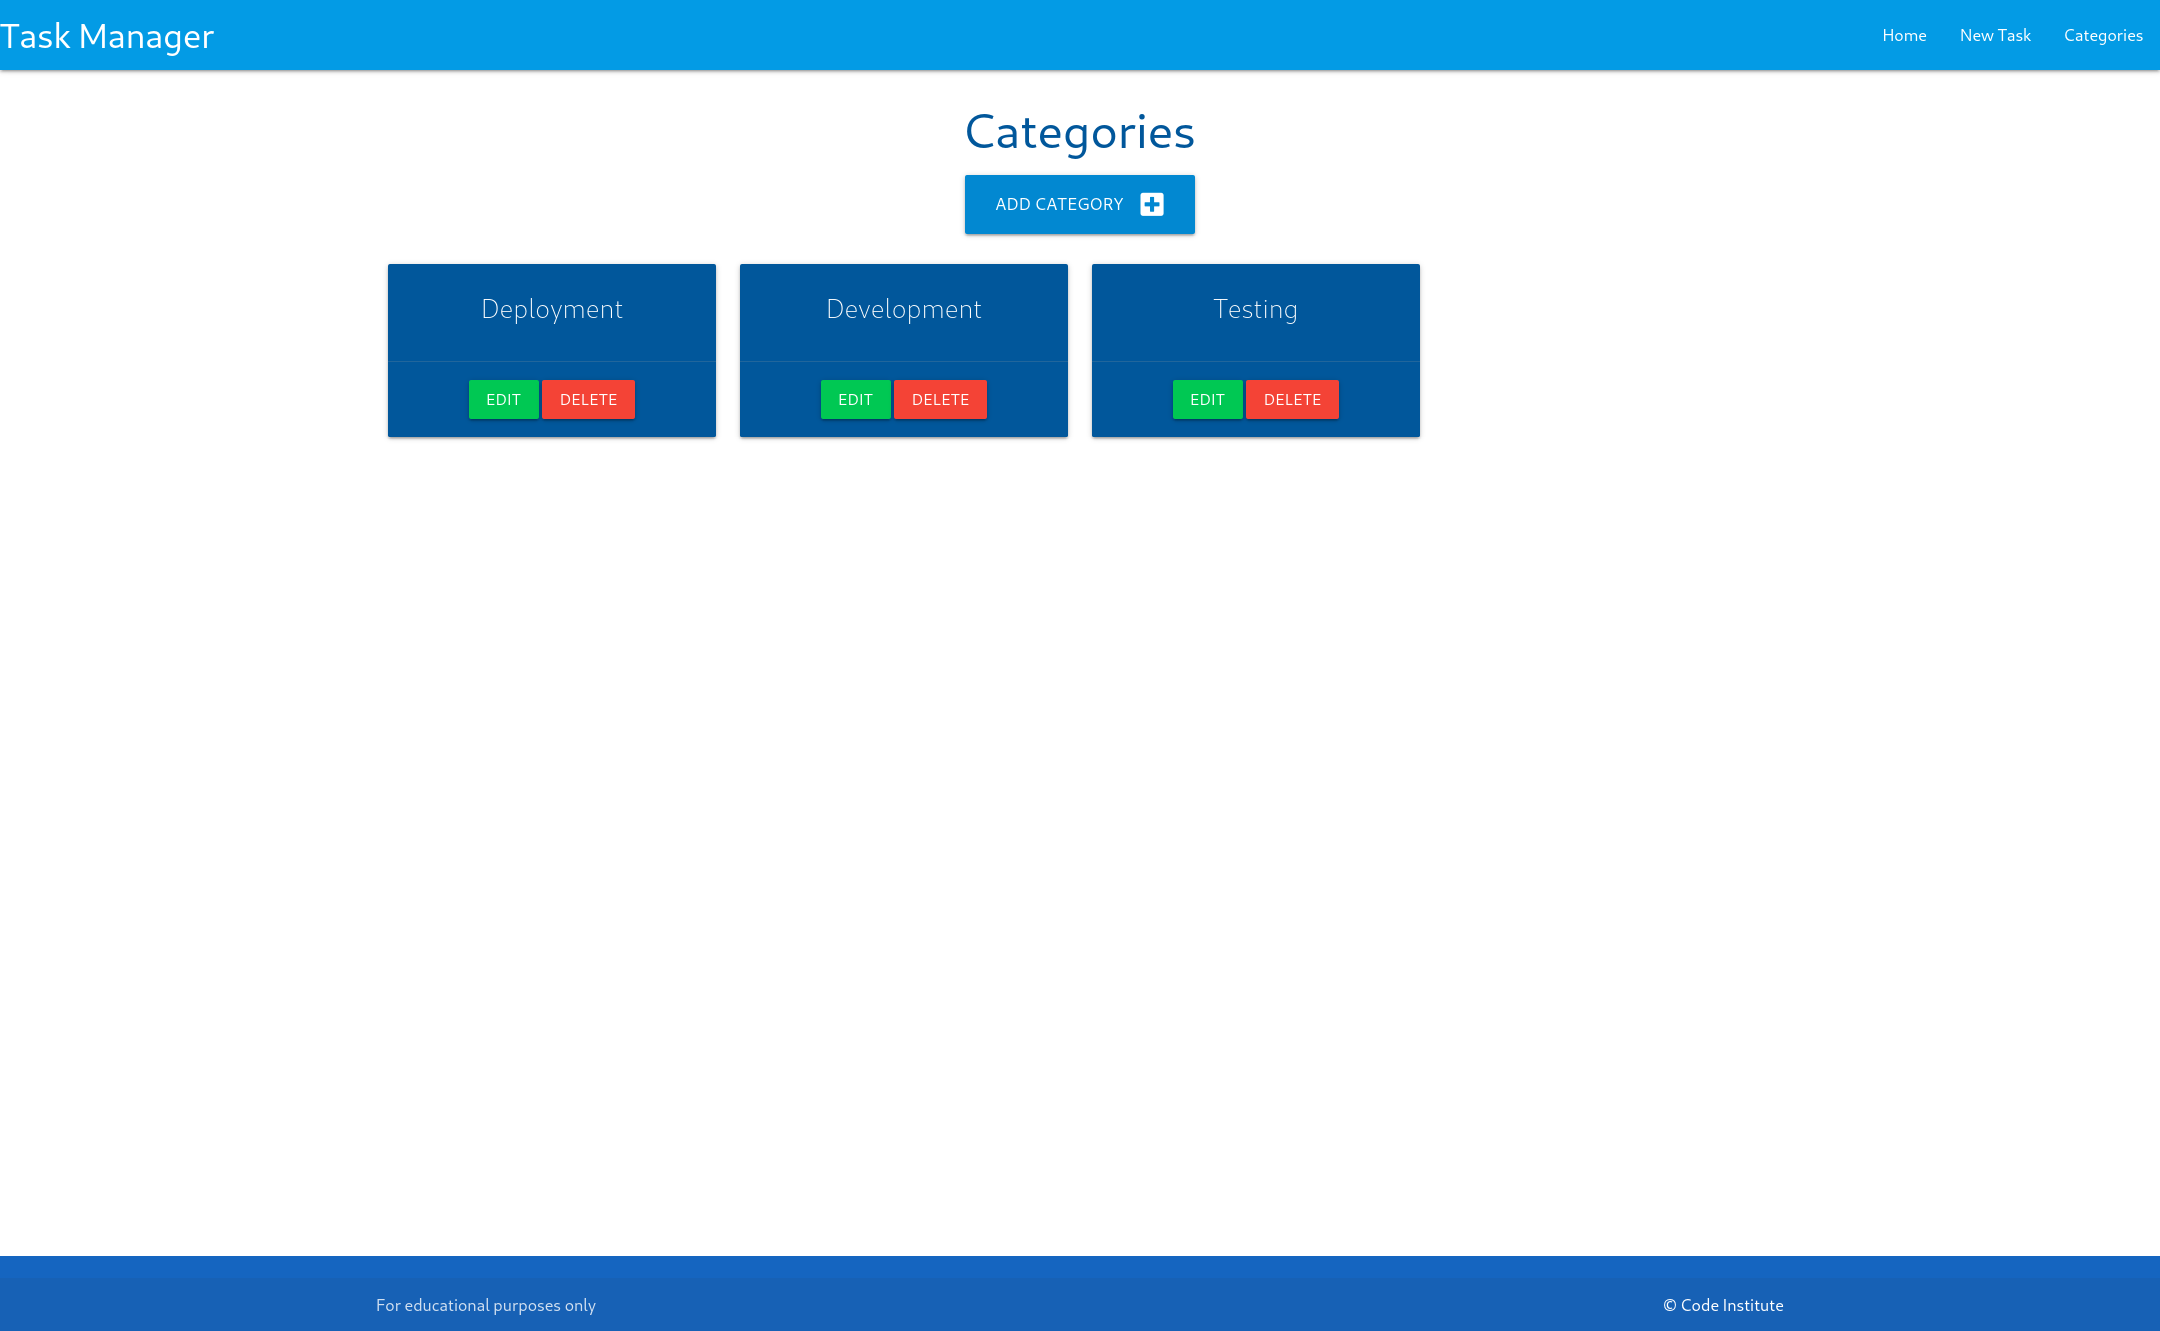 Task Manager
Home
New Task
Categories
Categories
ADD CATEGORY
Deployment
EDIT
DELETE
Development
EDIT
DELETE
Testing
EDIT
DELETE
For educational purposes only
© Code Institute